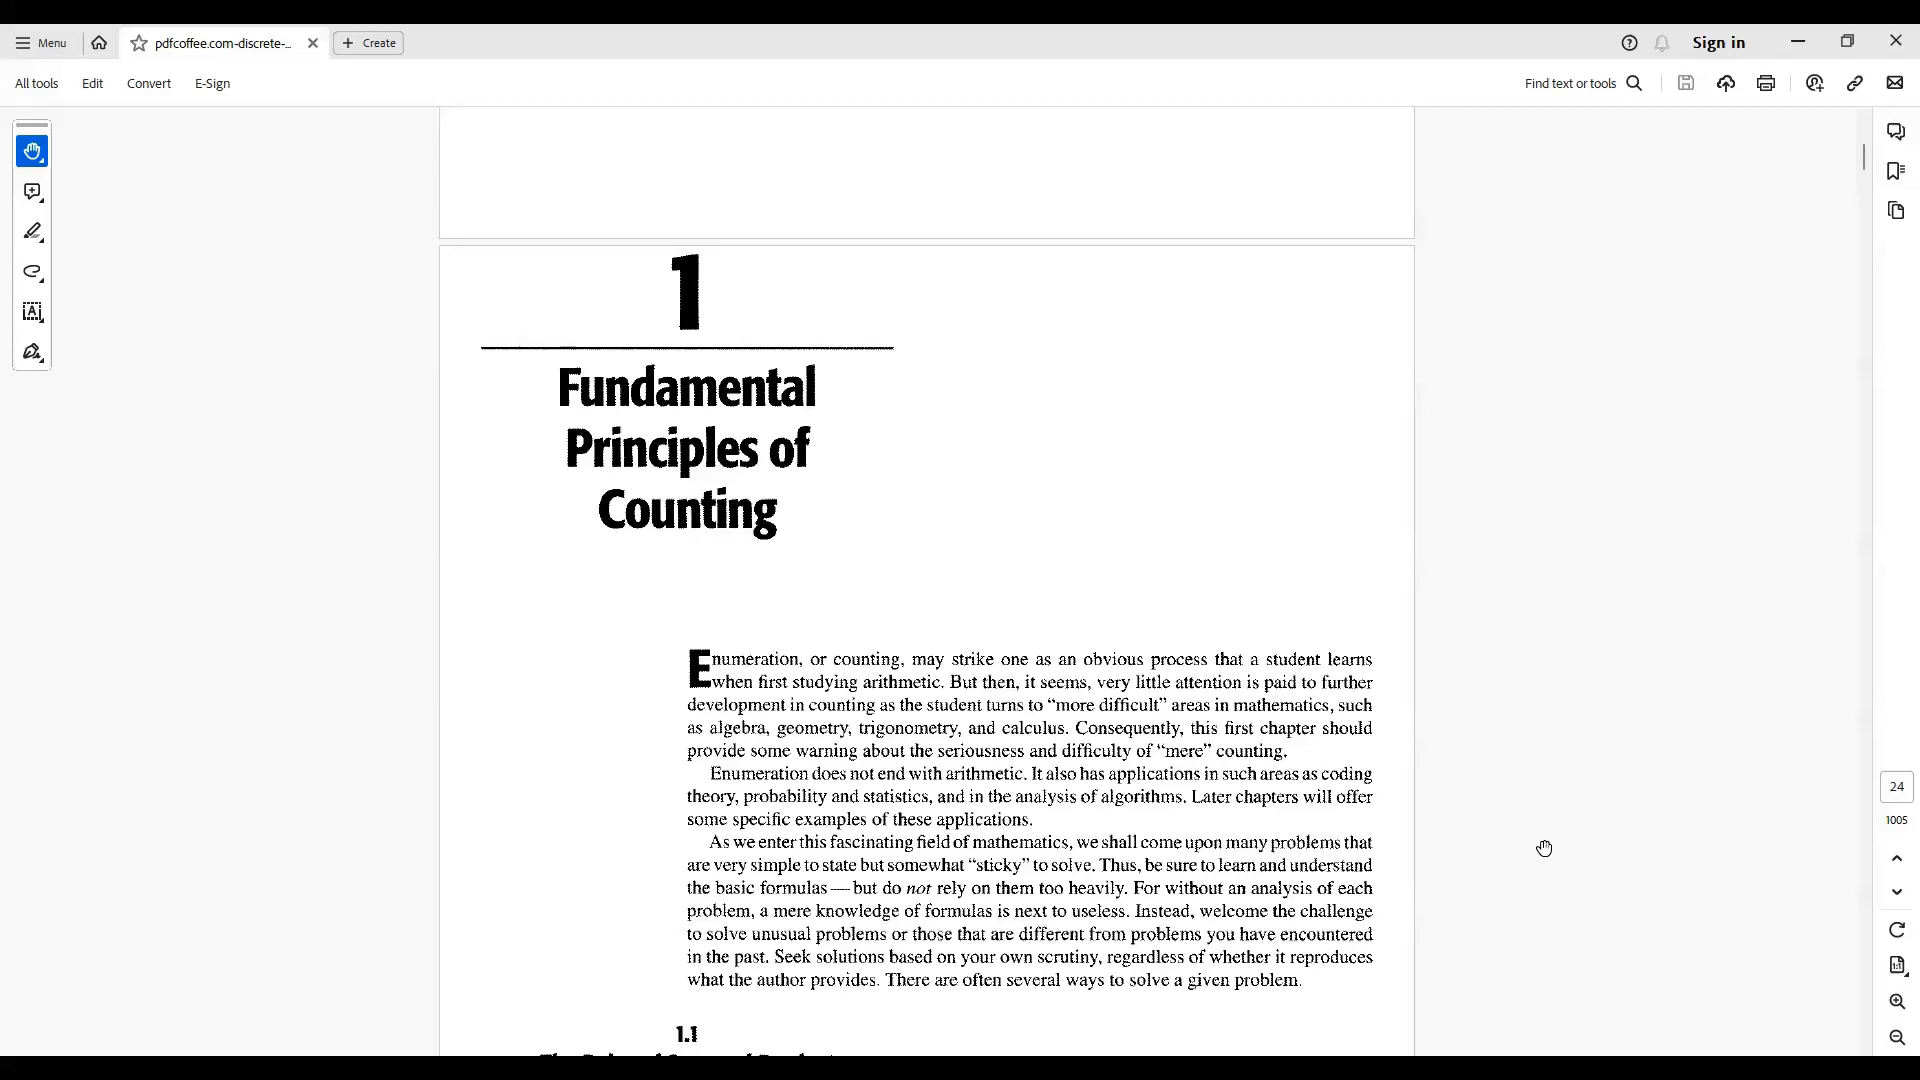 Menu
pdfcoffee.com-discrete-...
Create
Sign in
All tools
Edit
Convert
E-Sign
Find text or tools
1
Fundamental
Principles of
Counting
Enumeration, or counting, may strike one as an obvious process that a student learns
when first studying arithmetic. But then, it seems, very little attention is paid to further
development in counting as the student turns to “more difficult” areas in mathematics, such
as algebra, geometry, trigonometry, and calculus. Consequently, this first chapter should
provide some warning about the seriousness and difficulty of “mere” counting.
Enumeration does not end with arithmetic. It also has applications in such areas as coding
theory, probability and statistics, and in the analysis of algorithms. Later chapters will offer
some specific examples of these applications.
As we enter this fascinating field of mathematics, we shall come upon many problems that
are very simple to state but somewhat “sticky” to solve. Thus, be sure to learn and understand
the basic formulas — but do not rely on them too heavily. For without an analysis of each
problem, a mere knowledge of formulas is next to useless. Instead, welcome the challenge
to solve unusual problems or those that are different from problems you have encountered
in the past. Seek solutions based on your own scrutiny, regardless of whether it reproduces
what the author provides. There are often several ways to solve a given problem.
1.1
24
1005